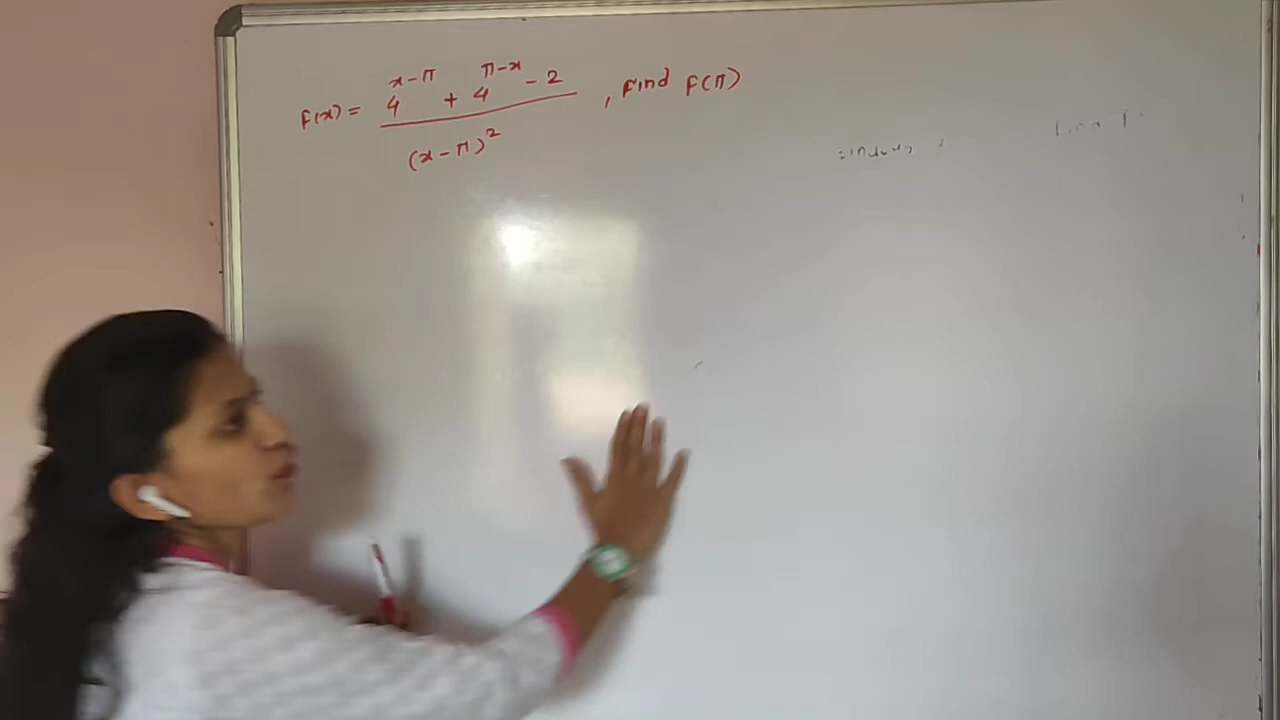 f(x) = 4^{x-π} + 4^{π-x} - 2 / (x-π)^2 , Find f(π)